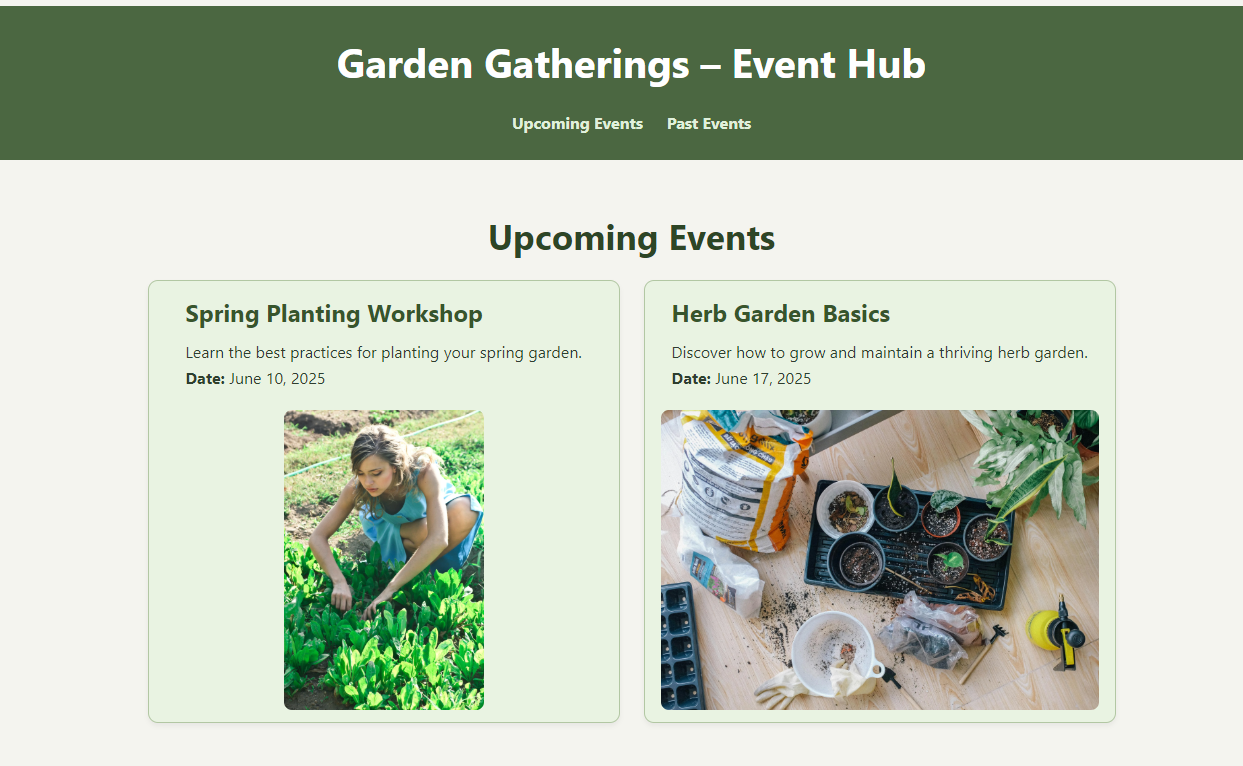 Garden Gatherings – Event Hub
Upcoming Events Past Events
Upcoming Events
Spring Planting Workshop
Learn the best practices for planting your spring garden.
Date: June 10, 2025
Herb Garden Basics
Discover how to grow and maintain a thriving herb garden.
Date: June 17, 2025